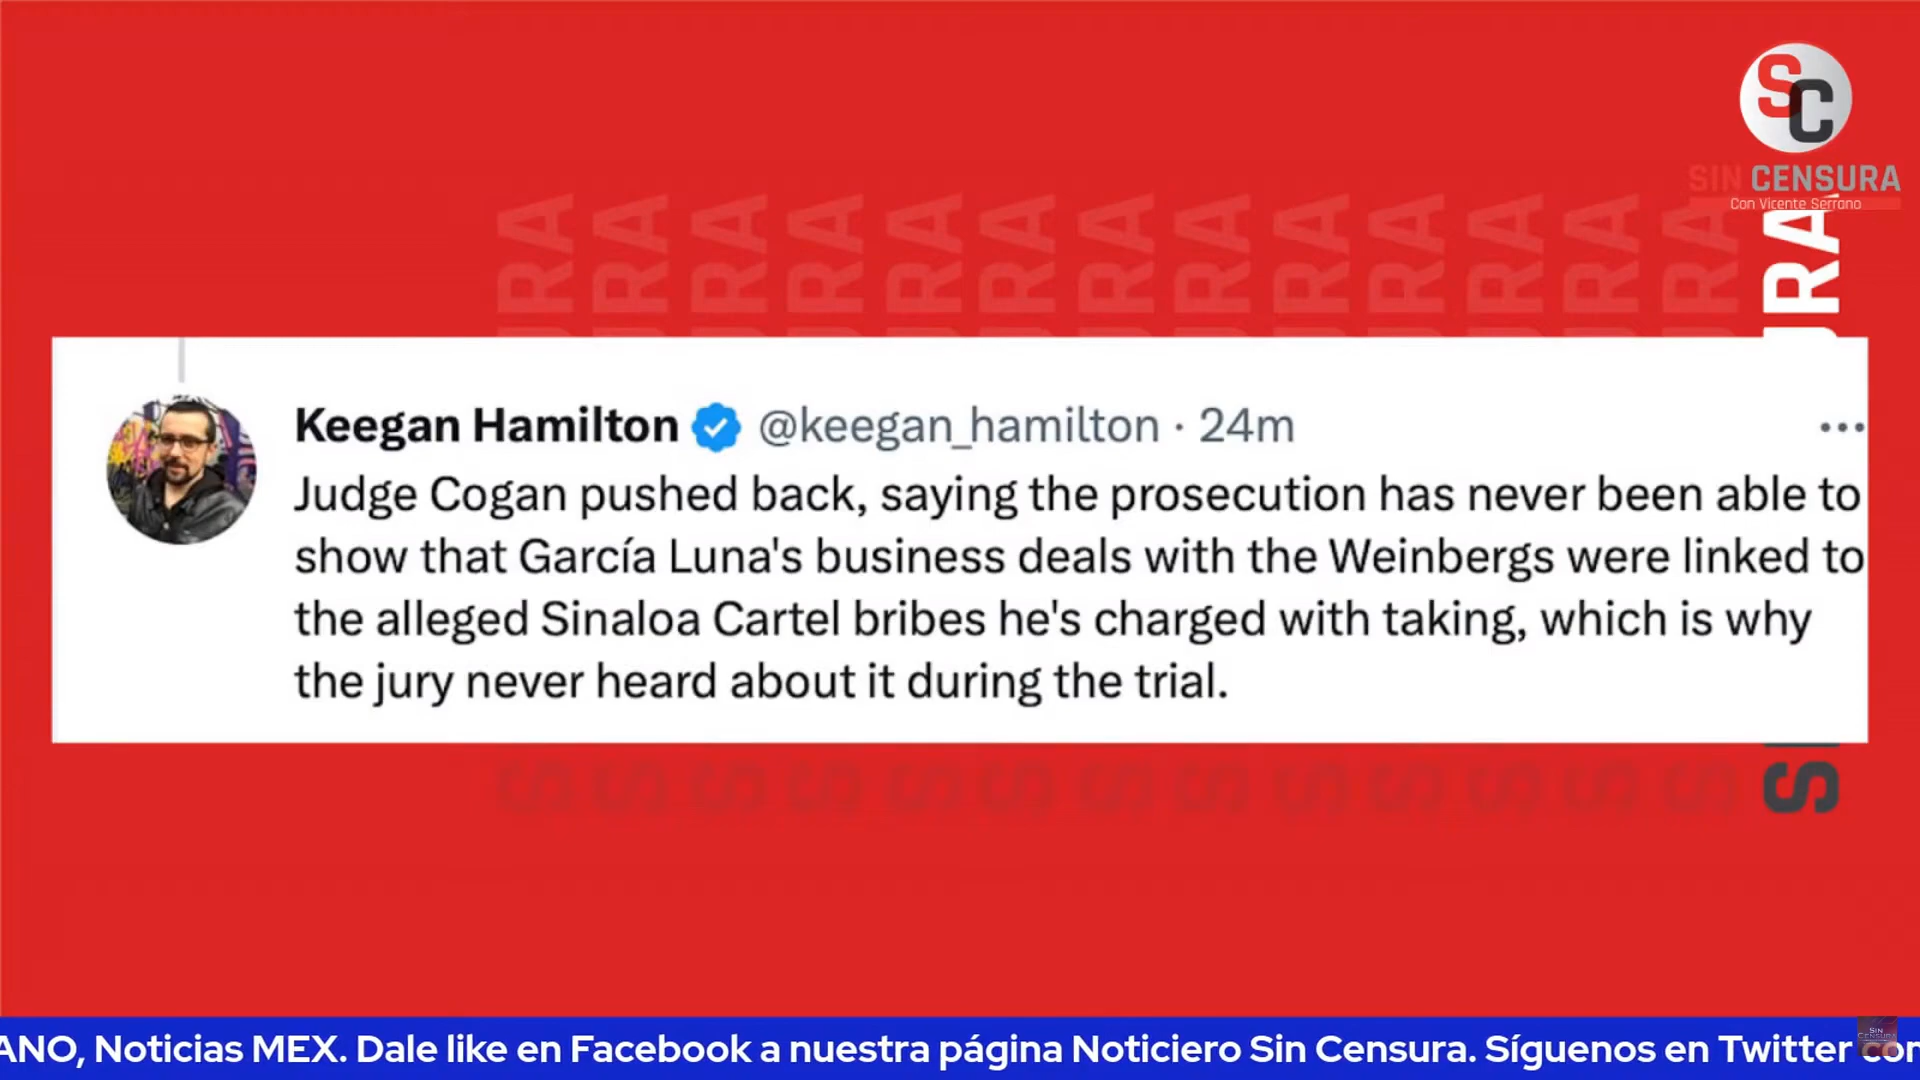 SC
SIN CENSURA
Con Vicente Serrano
Keegan Hamilton @keegan_hamilton · 24m
Judge Cogan pushed back, saying the prosecution has never been able to
show that García Luna's business deals with the Weinbergs were linked to
the alleged Sinaloa Cartel bribes he's charged with taking, which is why
the jury never heard about it during the trial.
ANO, Noticias MEX. Dale like en Facebook a nuestra página Noticiero Sin Censura. Síguenos en Twitter con